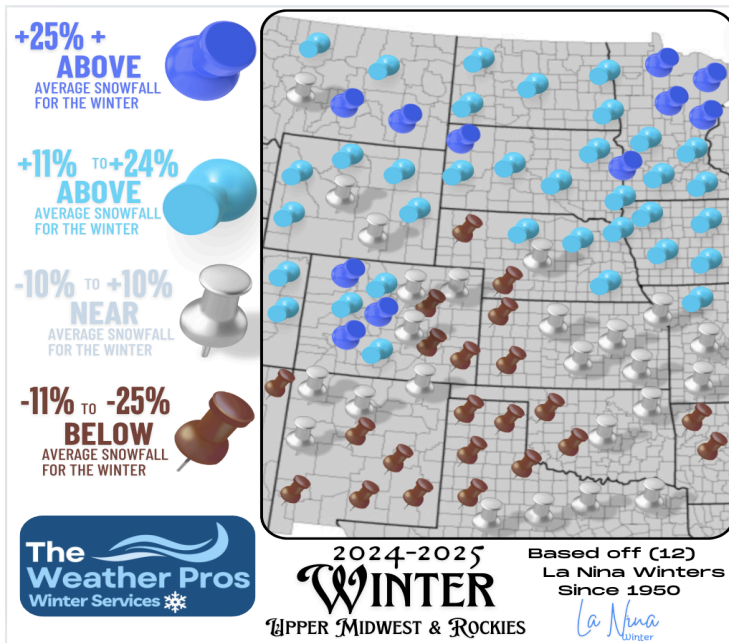 +25% +
ABOVE
AVERAGE SNOWFALL
FOR THE WINTER
+11% TO +24%
ABOVE
AVERAGE SNOWFALL
FOR THE WINTER
-10% TO +10%
NEAR
AVERAGE SNOWFALL
FOR THE WINTER
-11% TO -25%
BELOW
AVERAGE SNOWFALL
FOR THE WINTER
The
Weather Pros
Winter Services
2024-2025
WINTER
UPPER MIDWEST & ROCKIES
Based off (12)
La Nina Winters
Since 1950
La Nina
Winter